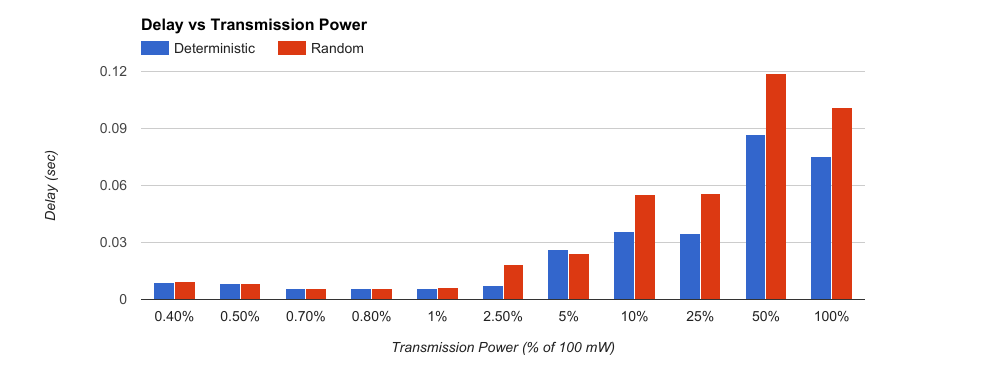 Delay vs Transmission Power
Deterministic Random
0.12
0.09
0.06
0.03
0
Delay (sec)
0.40% 0.50% 0.70% 0.80% 1% 2.50% 5% 10% 25% 50% 100%
Transmission Power (% of 100 mW)